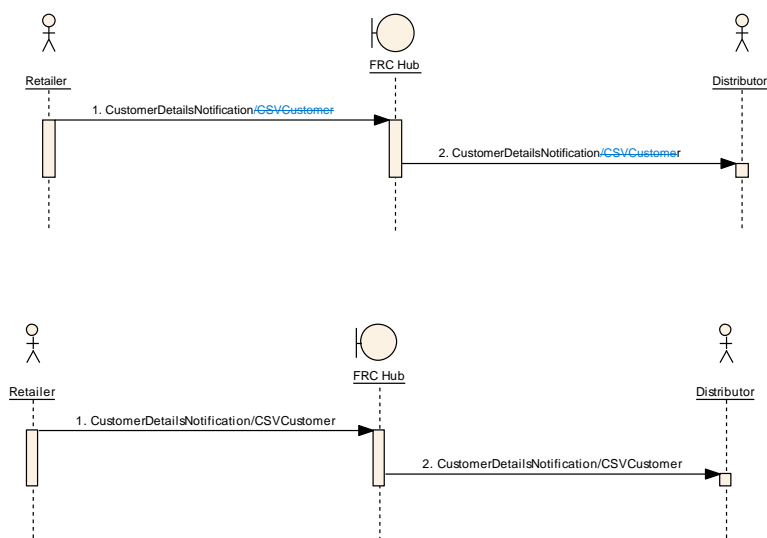 FRC Hub
Retailer
Distributor
1. CustomerDetailsNotification/CSVCustomer
2. CustomerDetailsNotification/CSVCustomer
FRC Hub
Retailer
Distributor
1. CustomerDetailsNotification/CSVCustomer
2. CustomerDetailsNotification/CSVCustomer